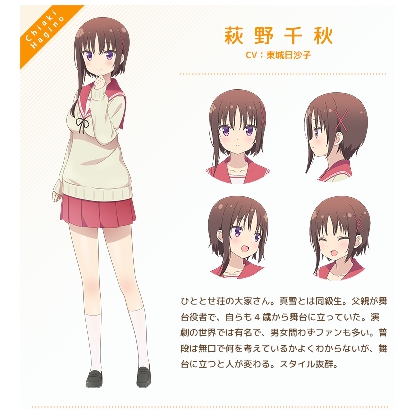 Chiaki
Hagino
萩野千秋
CV：東城日沙子
ひととせ荘の大家さん。真雪とは同級生。父親が舞
台役者で、自らも４歳から舞台に立っていた。演
劇の世界では有名で、男女問わずファンも多い。普
段は無口で何を考えているかよくわからないが、舞
台に立つと人が変わる。スタイル抜群。